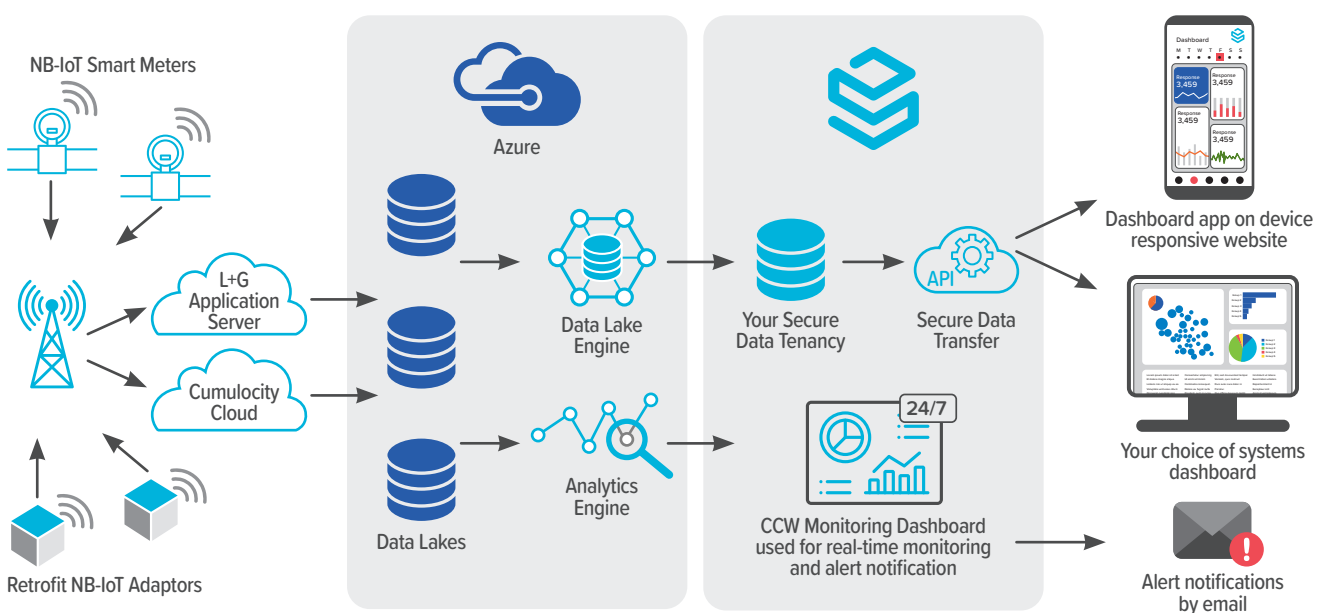 NB-IoT Smart Meters
L+G
Application
Server
Cumulocity
Cloud
Retrofit NB-IoT Adaptors
Azure
Data Lakes
Data Lake
Engine
Analytics
Engine
Your Secure
Data Tenancy
API
Secure Data
Transfer
24/7
CCW Monitoring Dashboard
used for real-time monitoring
and alert notification
Dashboard
M T W T F S S
Response
3,459
Response
3,459
Response
3,459
Response
3,459
Dashboard app on device
responsive website
Your choice of systems
dashboard
!
Alert notifications
by email